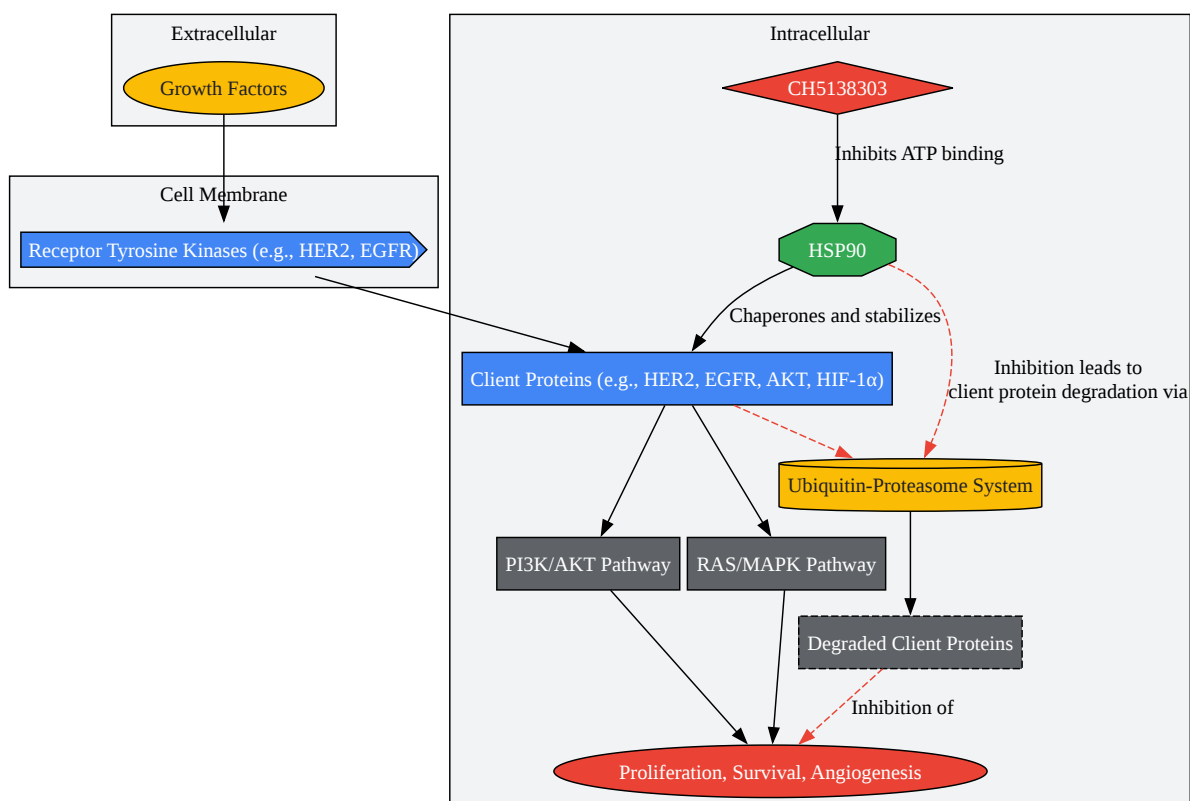 Extracellular
Growth Factors
Cell Membrane
Receptor Tyrosine Kinases (e.g., HER2, EGFR)
Intracellular
CH5138303
Inhibits ATP binding
HSP90
Chaperones and stabilizes
Client Proteins (e.g., HER2, EGFR, AKT, HIF-1α)
Inhibition leads to
client protein degradation via
Ubiquitin-Proteasome System
PI3K/AKT Pathway
RAS/MAPK Pathway
Degraded Client Proteins
Inhibition of
Proliferation, Survival, Angiogenesis